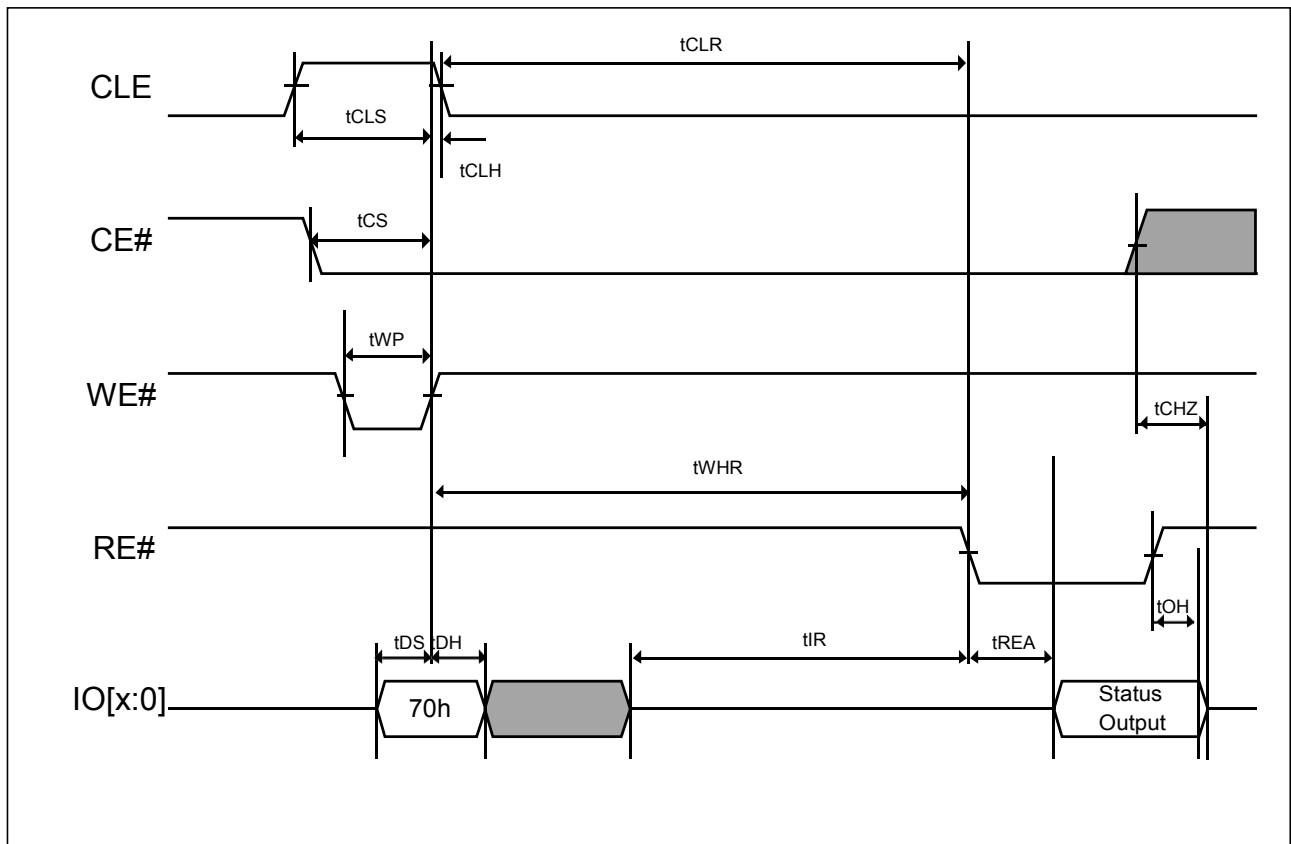 tCLR
CLE
tCLS
tCLH
tCS
CE#
tWP
WE#
tCHZ
tWHR
RE#
tOH
tDS tDH
tIR
tREA
IO[x:0]
70h
Status
Output